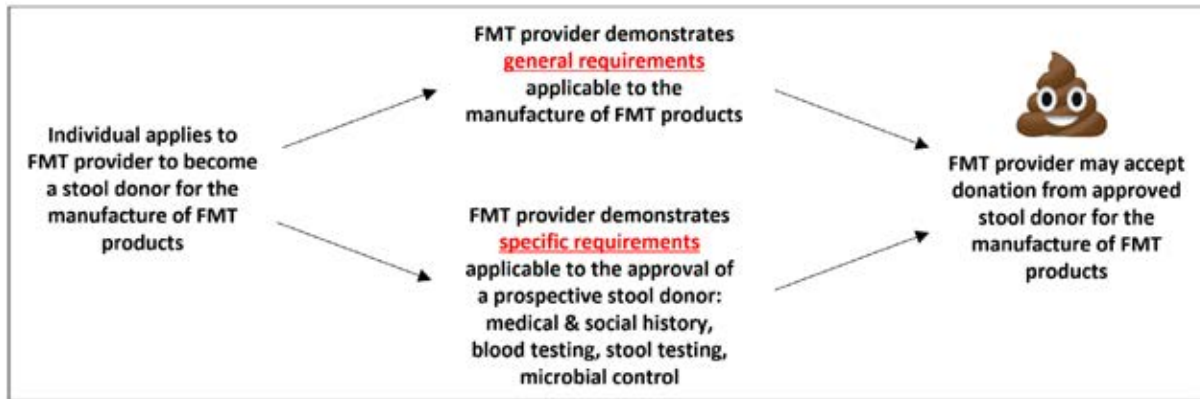 Individual applies to
FMT provider to become
a stool donor for the
manufacture of FMT
products
FMT provider demonstrates
general requirements
applicable to the
manufacture of FMT products
FMT provider demonstrates
specific requirements
applicable to the approval of
a prospective stool donor:
medical & social history,
blood testing, stool testing,
microbial control
FMT provider may accept
donation from approved
stool donor for the
manufacture of FMT
products